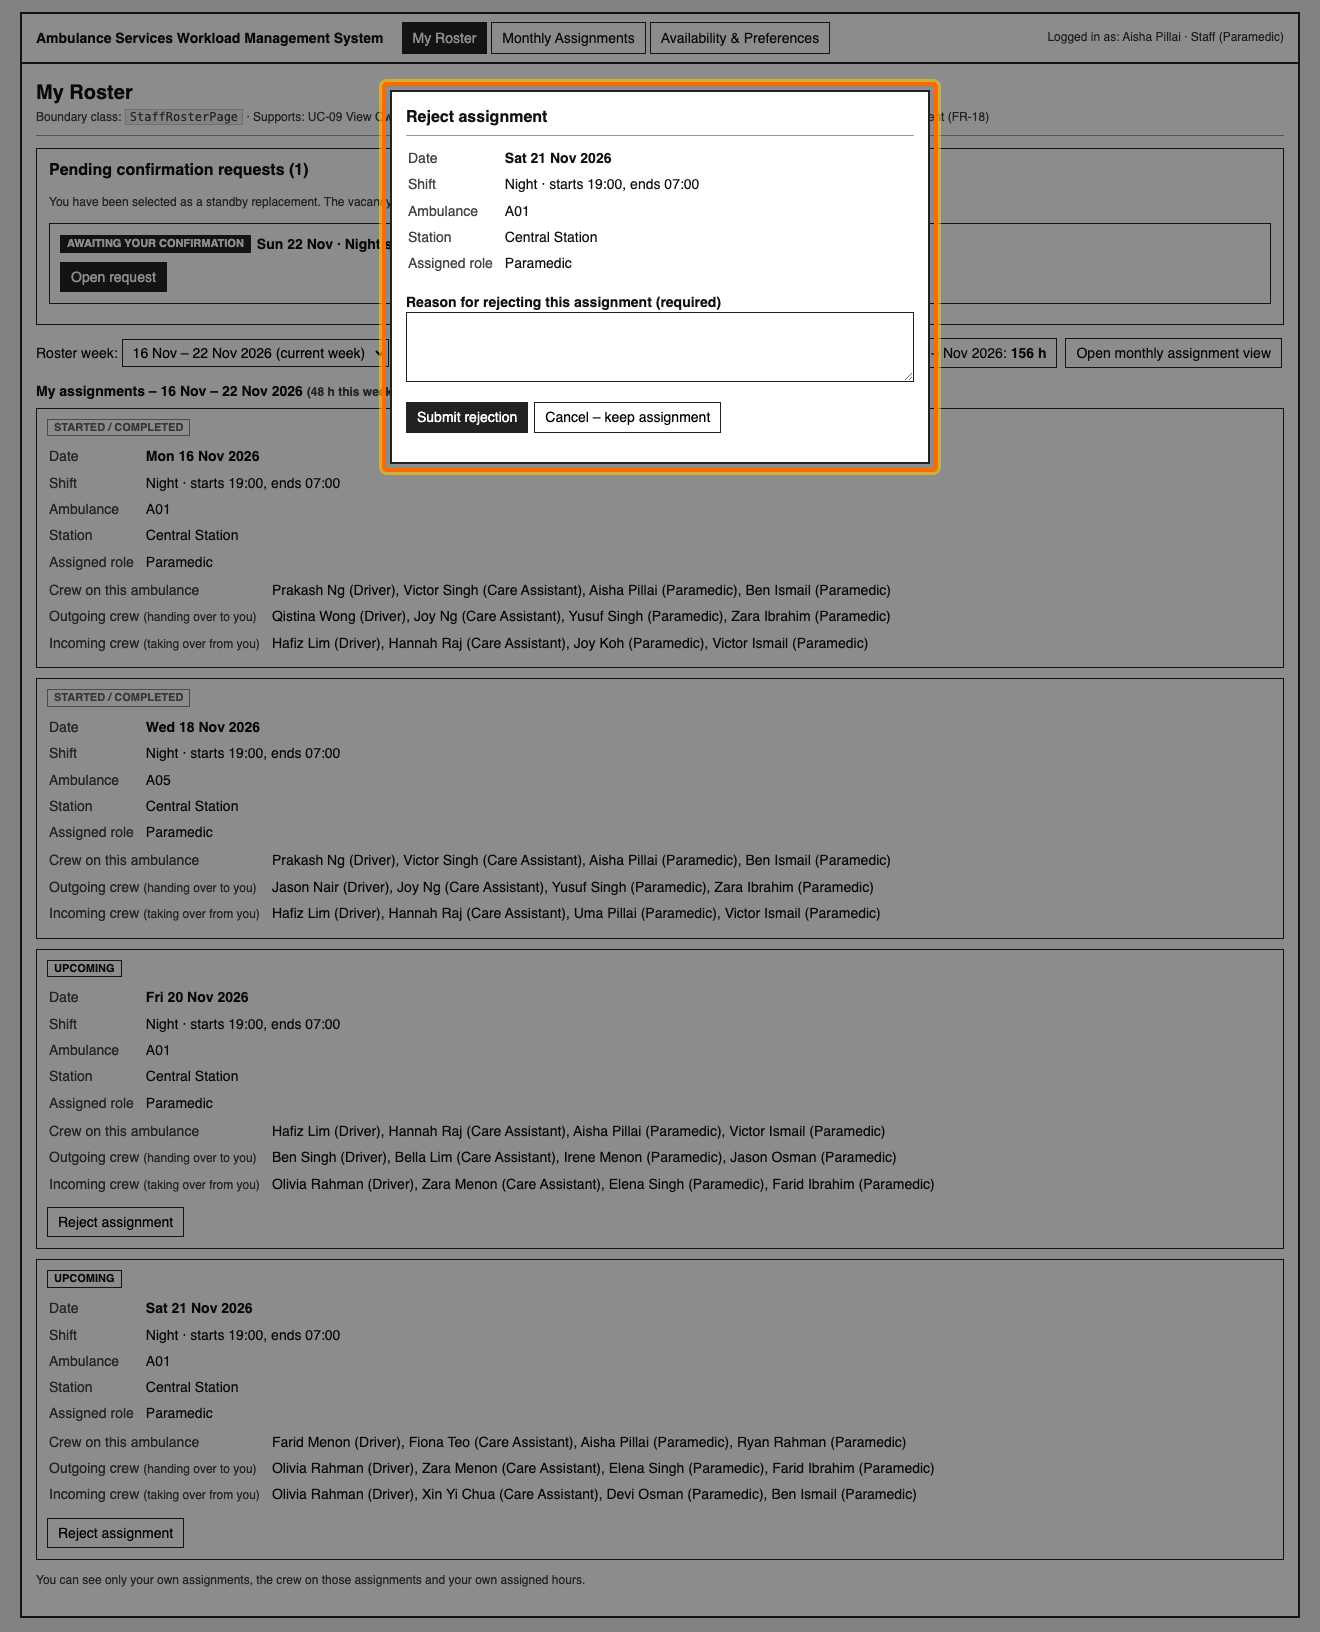 Ambulance Services Workload Management System My Roster Monthly Assignments Availability & Preferences Logged in as: Aisha Pillai · Staff (Paramedic)
My Roster
Boundary class: StaffRosterPage · Supports: UC-09 View (FR-18)
Pending confirmation requests (1)
You have been selected as a standby replacement. The vacancy
AWAITING YOUR CONFIRMATION Sun 22 Nov · Night
Open request
Reject assignment
Date Sat 21 Nov 2026
Shift Night · starts 19:00, ends 07:00
Ambulance A01
Station Central Station
Assigned role Paramedic
Reason for rejecting this assignment (required)
Submit rejection Cancel – keep assignment
Roster week: 16 Nov – 22 Nov 2026 (current week) – Nov 2026: 156 h Open monthly assignment view
My assignments – 16 Nov – 22 Nov 2026 (48 h this week
STARTED / COMPLETED
Date Mon 16 Nov 2026
Shift Night · starts 19:00, ends 07:00
Ambulance A01
Station Central Station
Assigned role Paramedic
Crew on this ambulance Prakash Ng (Driver), Victor Singh (Care Assistant), Aisha Pillai (Paramedic), Ben Ismail (Paramedic)
Outgoing crew (handing over to you) Qistina Wong (Driver), Joy Ng (Care Assistant), Yusuf Singh (Paramedic), Zara Ibrahim (Paramedic)
Incoming crew (taking over from you) Hafiz Lim (Driver), Hannah Raj (Care Assistant), Joy Koh (Paramedic), Victor Ismail (Paramedic)
STARTED / COMPLETED
Date Wed 18 Nov 2026
Shift Night · starts 19:00, ends 07:00
Ambulance A05
Station Central Station
Assigned role Paramedic
Crew on this ambulance Prakash Ng (Driver), Victor Singh (Care Assistant), Aisha Pillai (Paramedic), Ben Ismail (Paramedic)
Outgoing crew (handing over to you) Jason Nair (Driver), Joy Ng (Care Assistant), Yusuf Singh (Paramedic), Zara Ibrahim (Paramedic)
Incoming crew (taking over from you) Hafiz Lim (Driver), Hannah Raj (Care Assistant), Uma Pillai (Paramedic), Victor Ismail (Paramedic)
UPCOMING
Date Fri 20 Nov 2026
Shift Night · starts 19:00, ends 07:00
Ambulance A01
Station Central Station
Assigned role Paramedic
Crew on this ambulance Hafiz Lim (Driver), Hannah Raj (Care Assistant), Aisha Pillai (Paramedic), Victor Ismail (Paramedic)
Outgoing crew (handing over to you) Ben Singh (Driver), Bella Lim (Care Assistant), Irene Menon (Paramedic), Jason Osman (Paramedic)
Incoming crew (taking over from you) Olivia Rahman (Driver), Zara Menon (Care Assistant), Elena Singh (Paramedic), Farid Ibrahim (Paramedic)
Reject assignment
UPCOMING
Date Sat 21 Nov 2026
Shift Night · starts 19:00, ends 07:00
Ambulance A01
Station Central Station
Assigned role Paramedic
Crew on this ambulance Farid Menon (Driver), Fiona Teo (Care Assistant), Aisha Pillai (Paramedic), Ryan Rahman (Paramedic)
Outgoing crew (handing over to you) Olivia Rahman (Driver), Zara Menon (Care Assistant), Elena Singh (Paramedic), Farid Ibrahim (Paramedic)
Incoming crew (taking over from you) Olivia Rahman (Driver), Xin Yi Chua (Care Assistant), Devi Osman (Paramedic), Ben Ismail (Paramedic)
Reject assignment
You can see only your own assignments, the crew on those assignments and your own assigned hours.